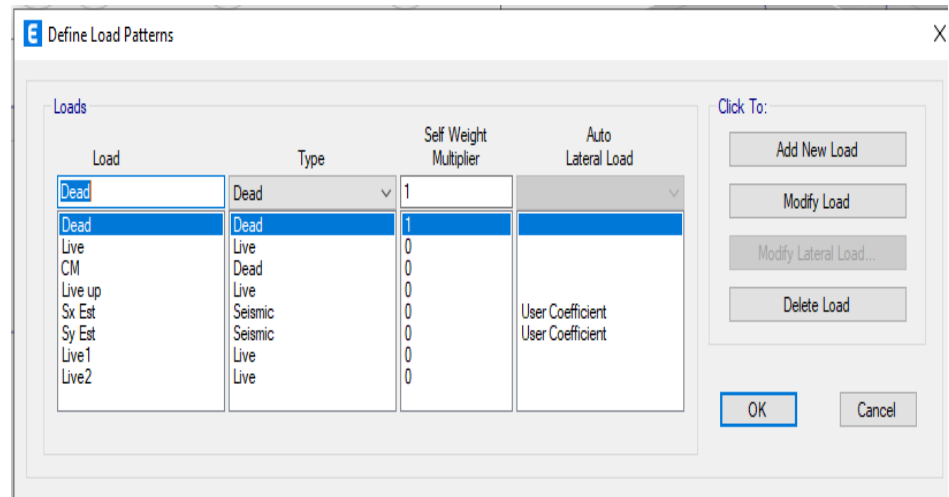 E Define Load Patterns X
Loads
Click To:
Load Type Self Weight Multiplier Auto Lateral Load
Dead Dead 1
Dead Dead 1
Live Live 0
CM Dead 0
Live up Live 0
Sx Est Seismic 0 User Coefficient
Sy Est Seismic 0 User Coefficient
Live1 Live 0
Live2 Live 0
Add New Load
Modify Load
Modify Lateral Load...
Delete Load
OK Cancel